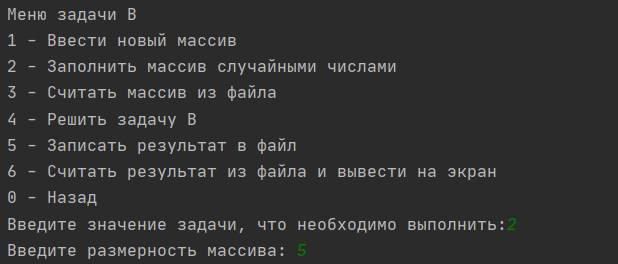 Меню задачи В
1 - Ввести новый массив
2 - Заполнить массив случайными числами
3 - Считать массив из файла
4 - Решить задачу В
5 - Записать результат в файл
6 - Считать результат из файла и вывести на экран
0 - Назад
Введите значение задачи, что необходимо выполнить:2
Введите размерность массива: 5